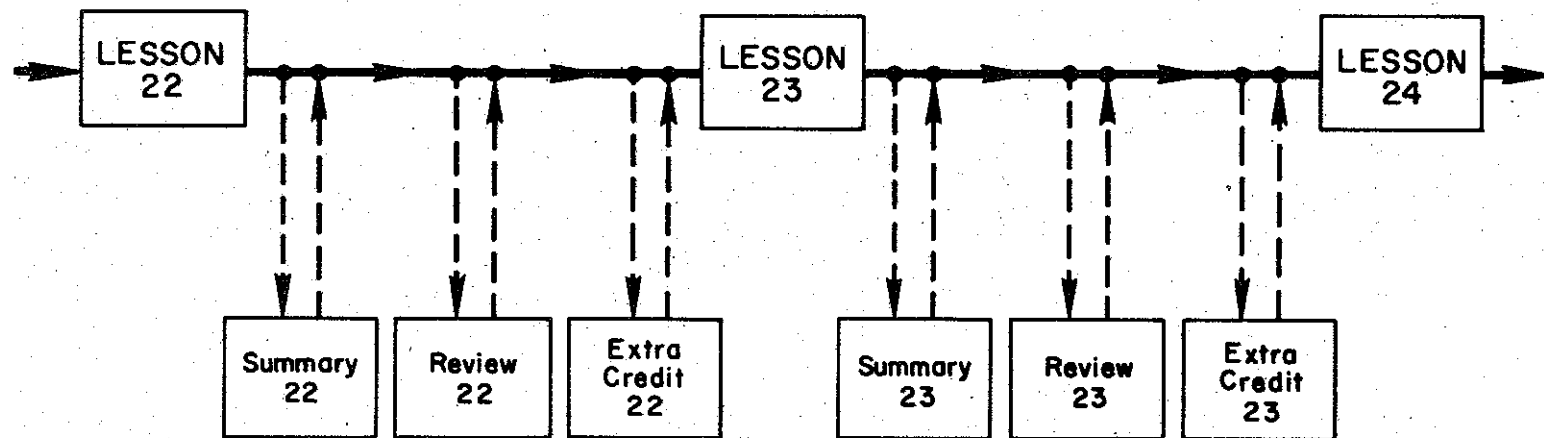 LESSON
22
LESSON
23
LESSON
24
Summary
22
Review
22
Extra
Credit
22
Summary
23
Review
23
Extra
Credit
23